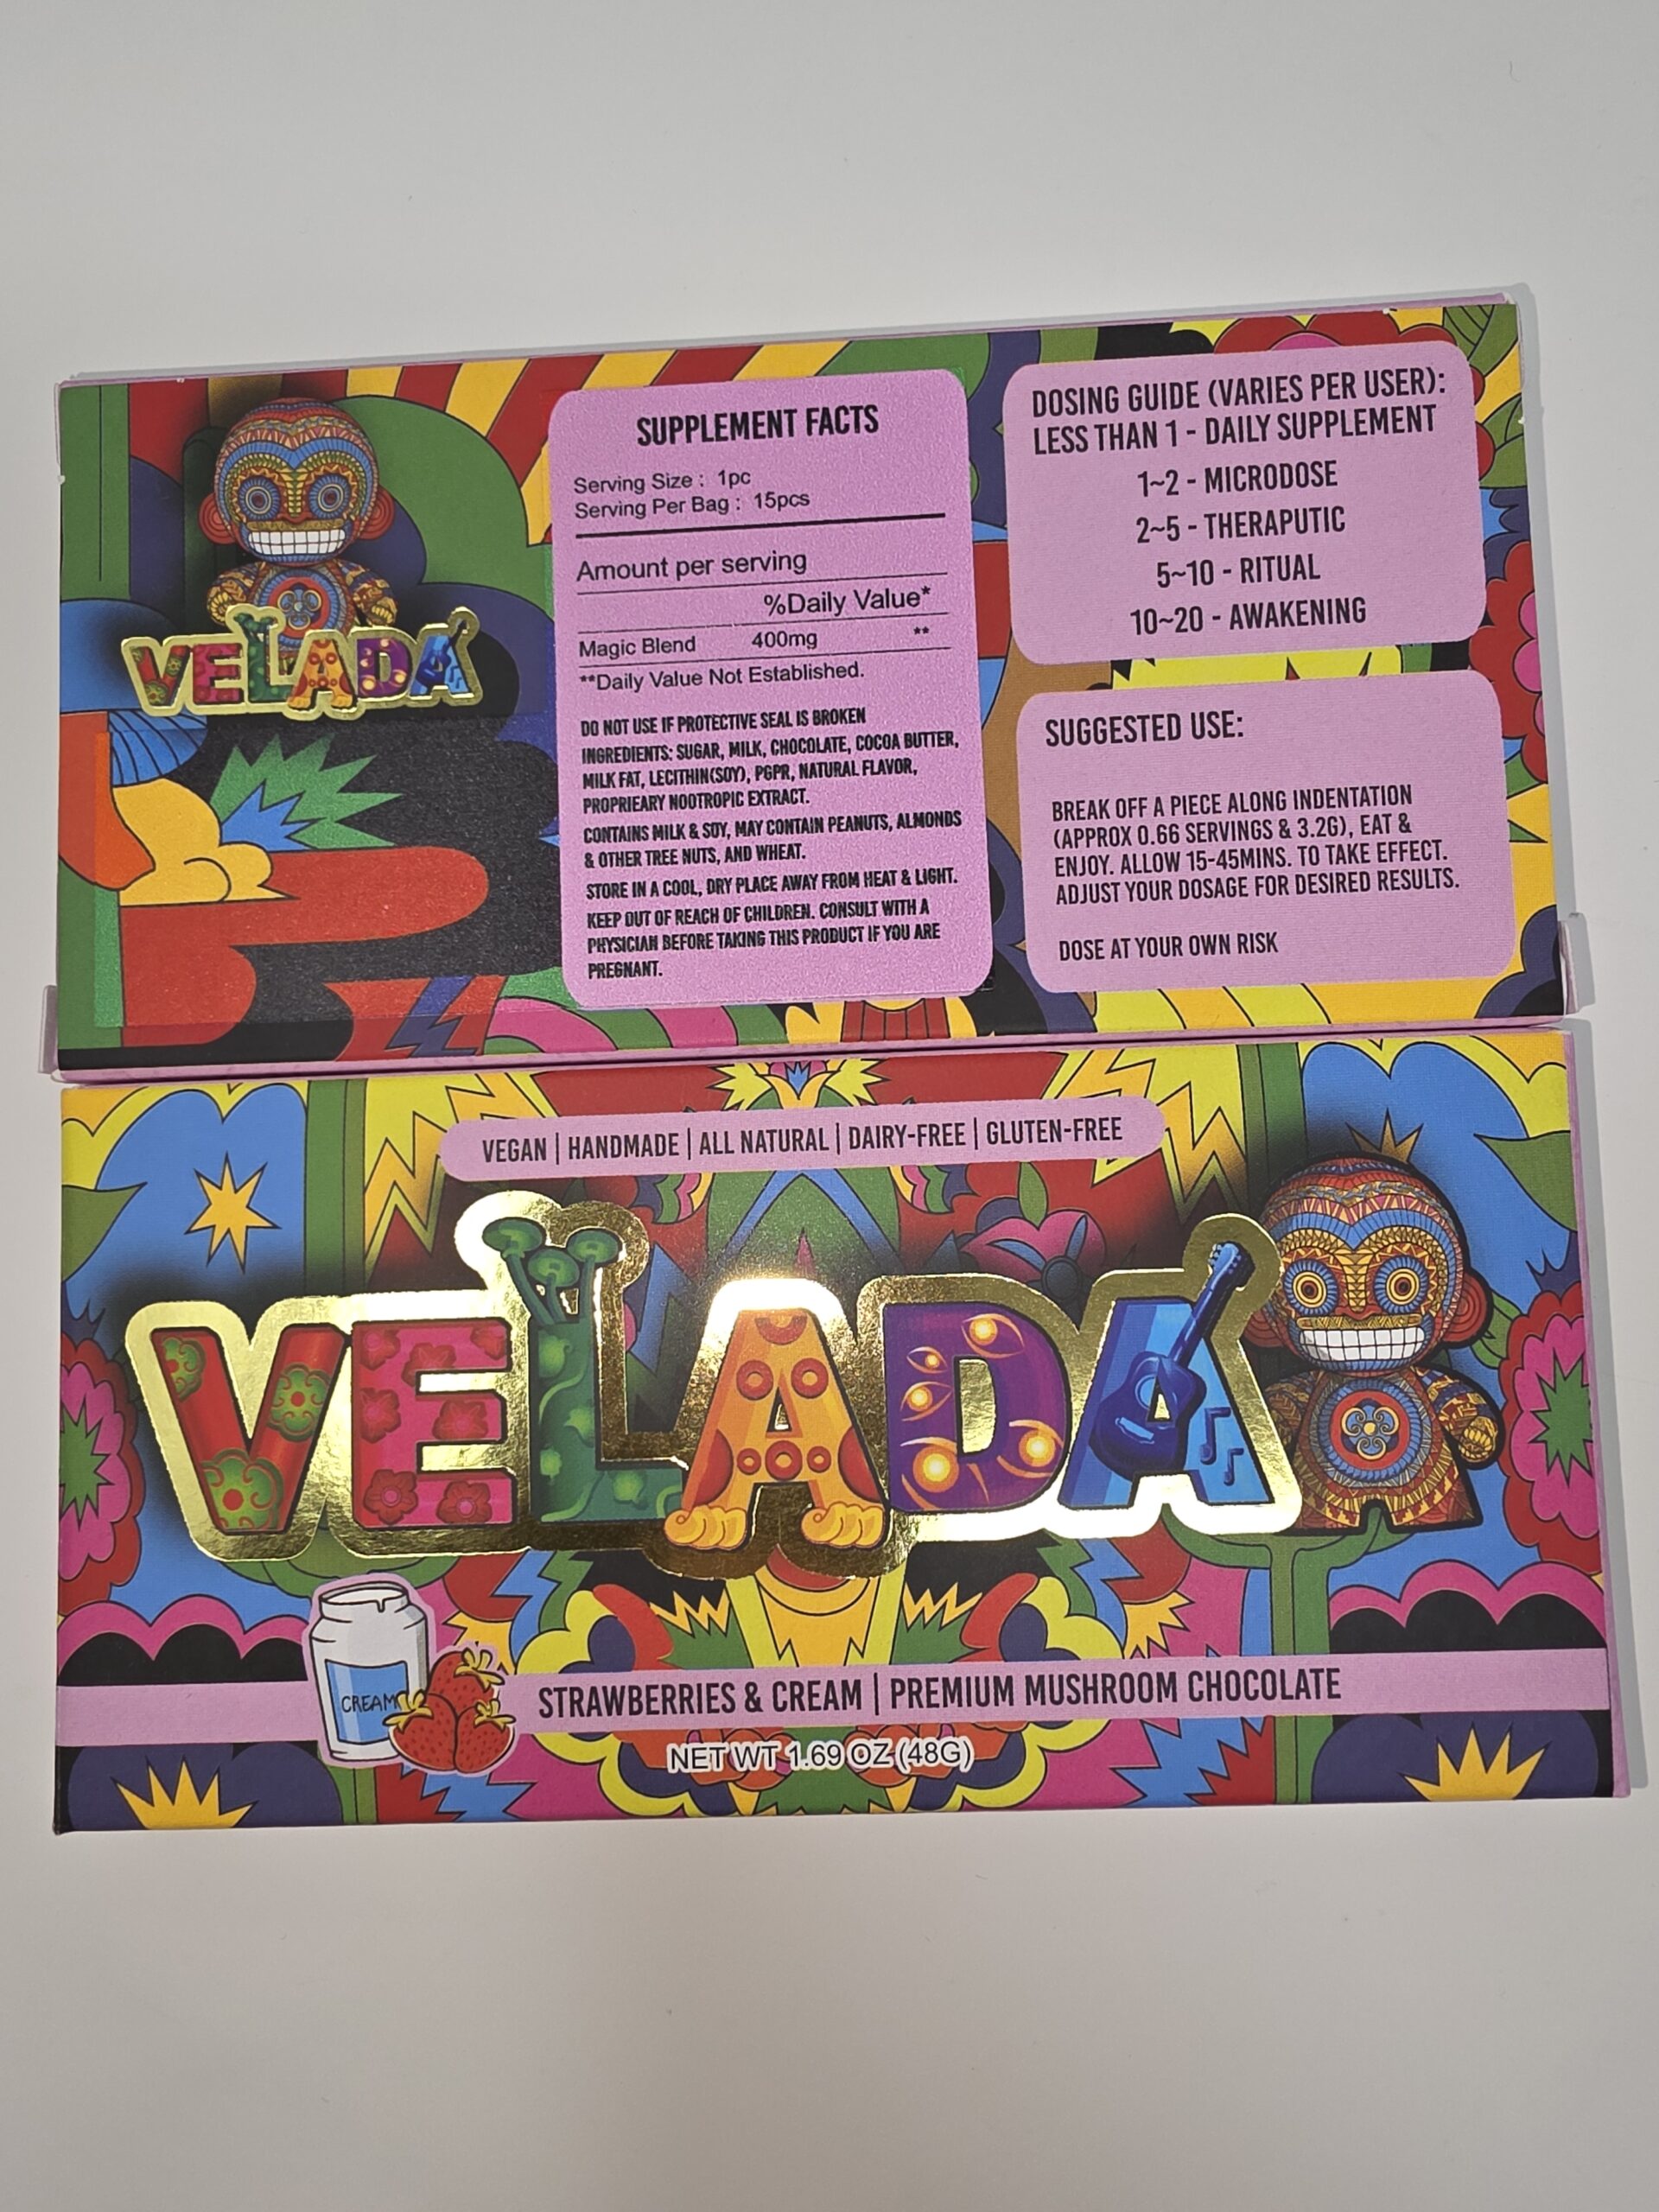 VELADA
SUPPLEMENT FACTS
Serving Size : 1pc
Serving Per Bag : 15pcs
Amount per serving
%Daily Value*
Magic Blend 400mg **
**Daily Value Not Established.
DO NOT USE IF PROTECTIVE SEAL IS BROKEN
INGREDIENTS: SUGAR, MILK, CHOCOLATE, COCOA BUTTER,
MILK FAT, LECITHIN(SOY), PGPR, NATURAL FLAVOR,
PROPRIEARY NOOTROPIC EXTRACT.
CONTAINS MILK & SOY, MAY CONTAIN PEANUTS, ALMONDS
& OTHER TREE NUTS, AND WHEAT.
STORE IN A COOL, DRY PLACE AWAY FROM HEAT & LIGHT.
KEEP OUT OF REACH OF CHILDREN. CONSULT WITH A
PHYSICIAN BEFORE TAKING THIS PRODUCT IF YOU ARE
PREGNANT.
DOSING GUIDE (VARIES PER USER):
LESS THAN 1 - DAILY SUPPLEMENT
1~2 - MICRODOSE
2~5 - THERAPUTIC
5~10 - RITUAL
10~20 - AWAKENING
SUGGESTED USE:
BREAK OFF A PIECE ALONG INDENTATION
(APPROX 0.66 SERVINGS & 3.2G), EAT &
ENJOY. ALLOW 15-45MINS. TO TAKE EFFECT.
ADJUST YOUR DOSAGE FOR DESIRED RESULTS.
DOSE AT YOUR OWN RISK
VEGAN | HANDMADE | ALL NATURAL | DAIRY-FREE | GLUTEN-FREE
VELADA
CREAM
STRAWBERRIES & CREAM | PREMIUM MUSHROOM CHOCOLATE
NET WT 1.69 OZ (48G)